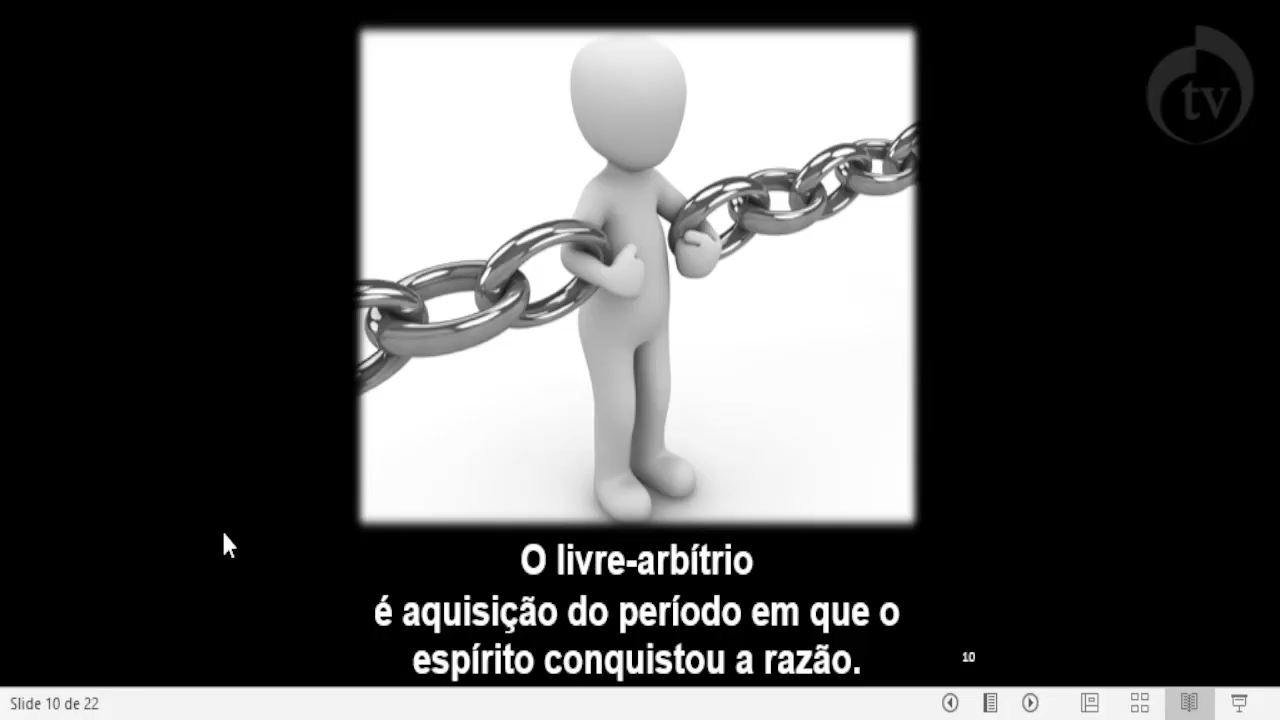 tv
O livre-arbítrio
é aquisição do período em que o
espírito conquistou a razão.
10
Slide 10 de 22